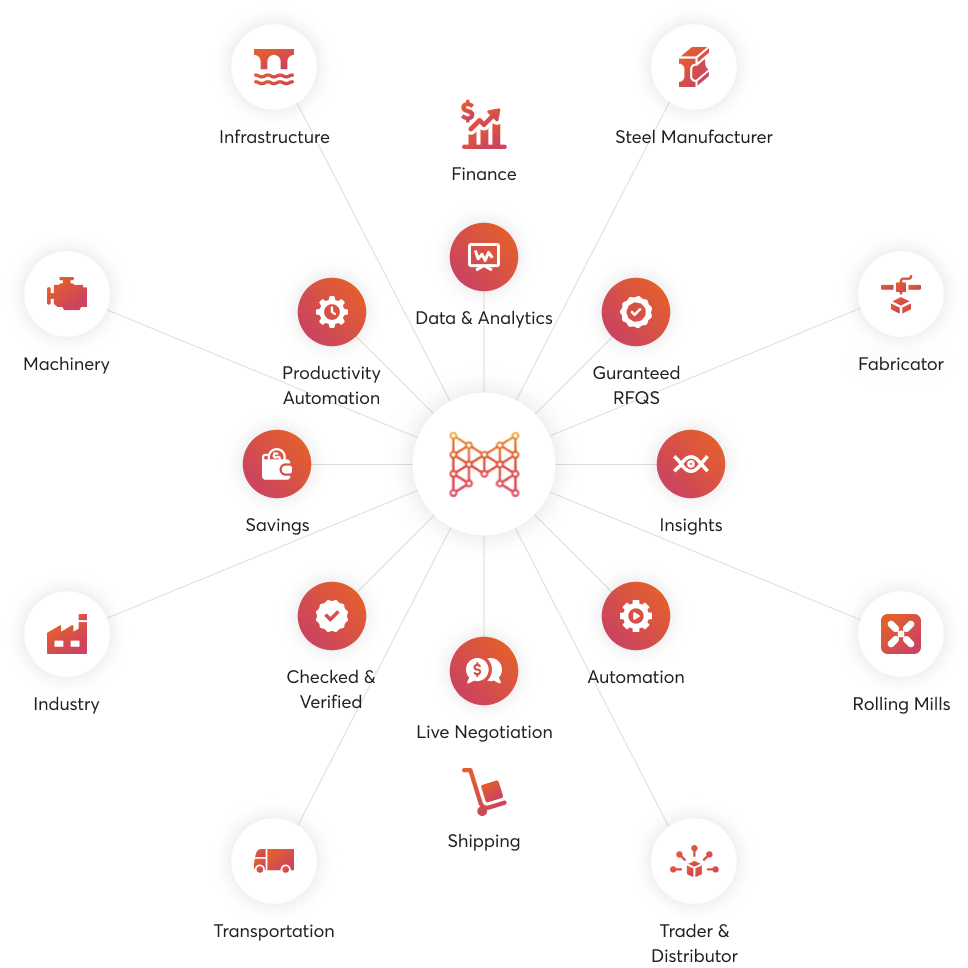 Infrastructure
Steel Manufacturer
Finance
Data & Analytics
Machinery
Productivity
Automation
Guranteed
RFQS
Fabricator
Savings
Insights
Industry
Checked &
Verified
Live Negotiation
Automation
Rolling Mills
Shipping
Transportation
Trader &
Distributor